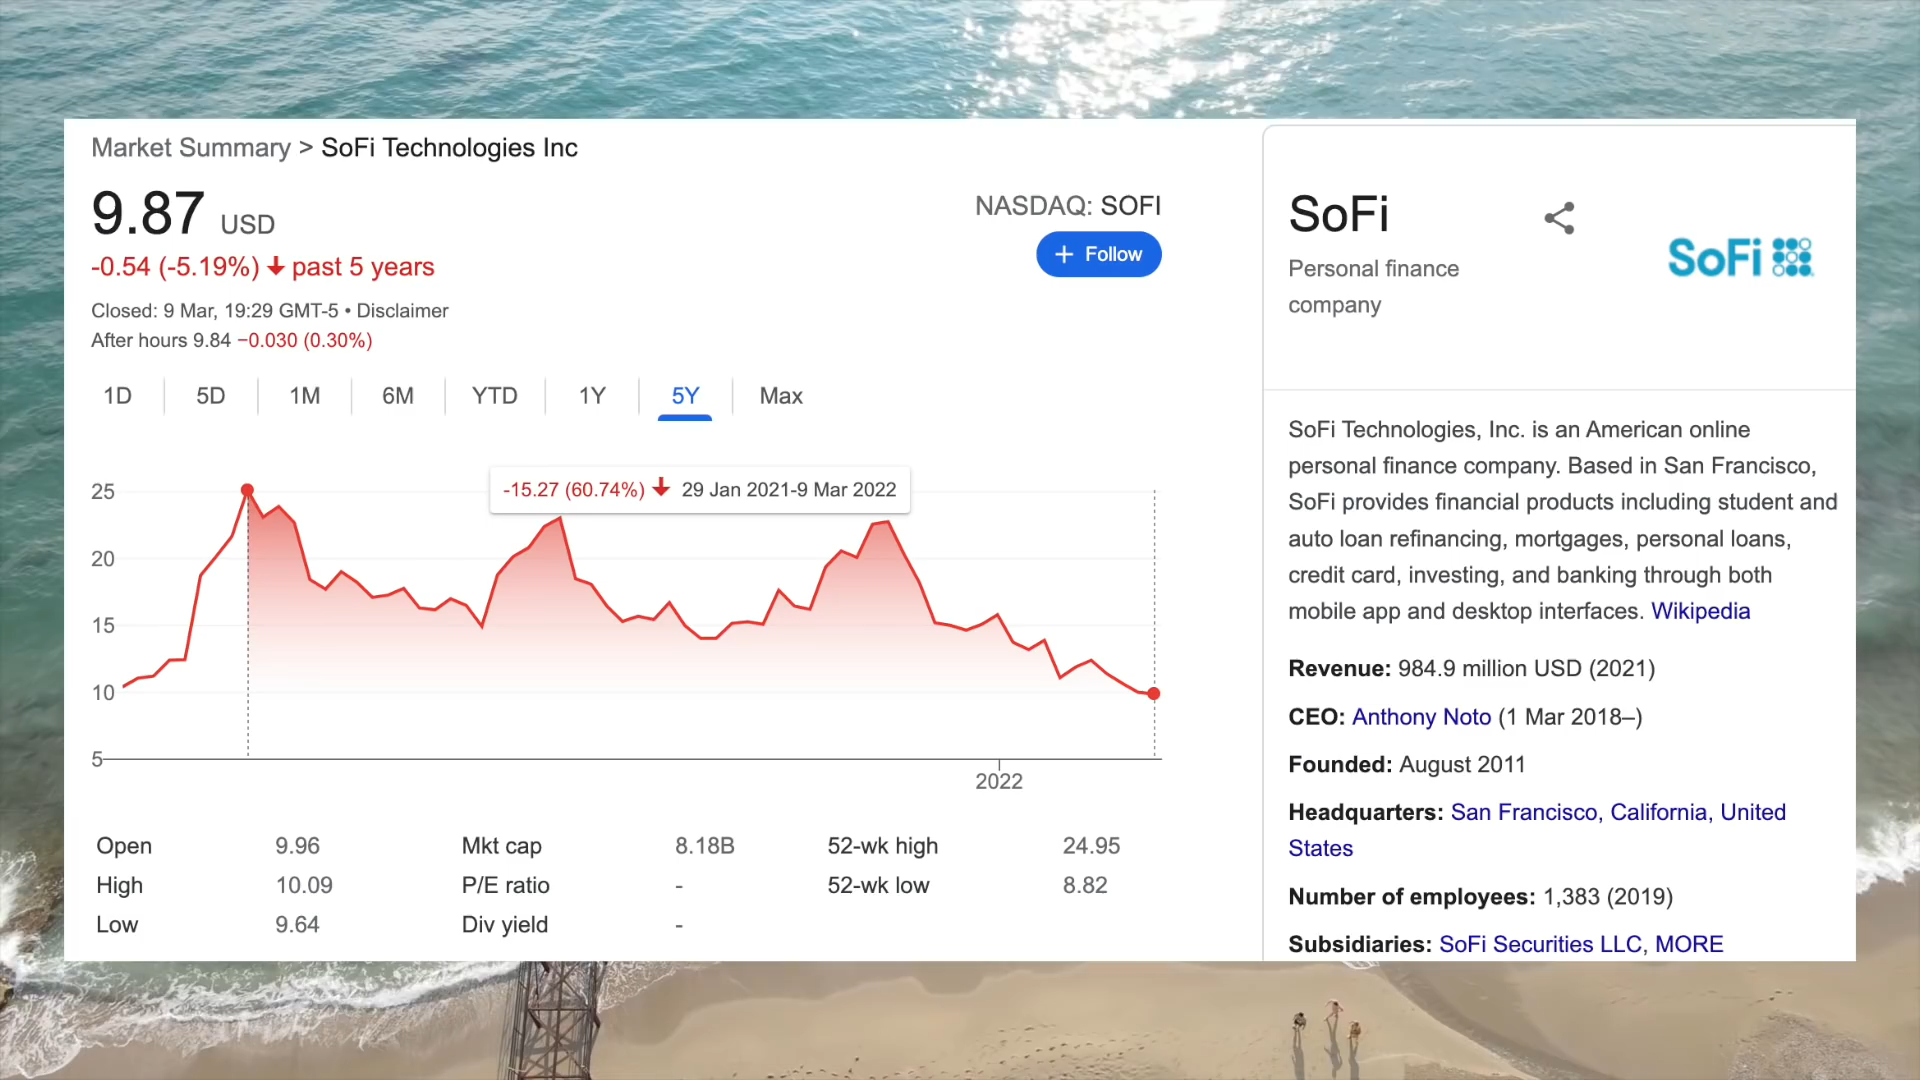 Market Summary > SoFi Technologies Inc
9.87 USD
-0.54 (-5.19%) past 5 years
Closed: 9 Mar, 19:29 GMT-5 • Disclaimer
After hours 9.84 −0.030 (0.30%)
NASDAQ: SOFI
+ Follow
1D 5D 1M 6M YTD 1Y 5Y Max
-15.27 (60.74%) 29 Jan 2021-9 Mar 2022
25
20
15
10
5
2022
Open 9.96 Mkt cap 8.18B 52-wk high 24.95
High 10.09 P/E ratio - 52-wk low 8.82
Low 9.64 Div yield -
SoFi
Personal finance
company
SoFi
SoFi Technologies, Inc. is an American online
personal finance company. Based in San Francisco,
SoFi provides financial products including student and
auto loan refinancing, mortgages, personal loans,
credit card, investing, and banking through both
mobile app and desktop interfaces. Wikipedia
Revenue: 984.9 million USD (2021)
CEO: Anthony Noto (1 Mar 2018–)
Founded: August 2011
Headquarters: San Francisco, California, United
States
Number of employees: 1,383 (2019)
Subsidiaries: SoFi Securities LLC, MORE